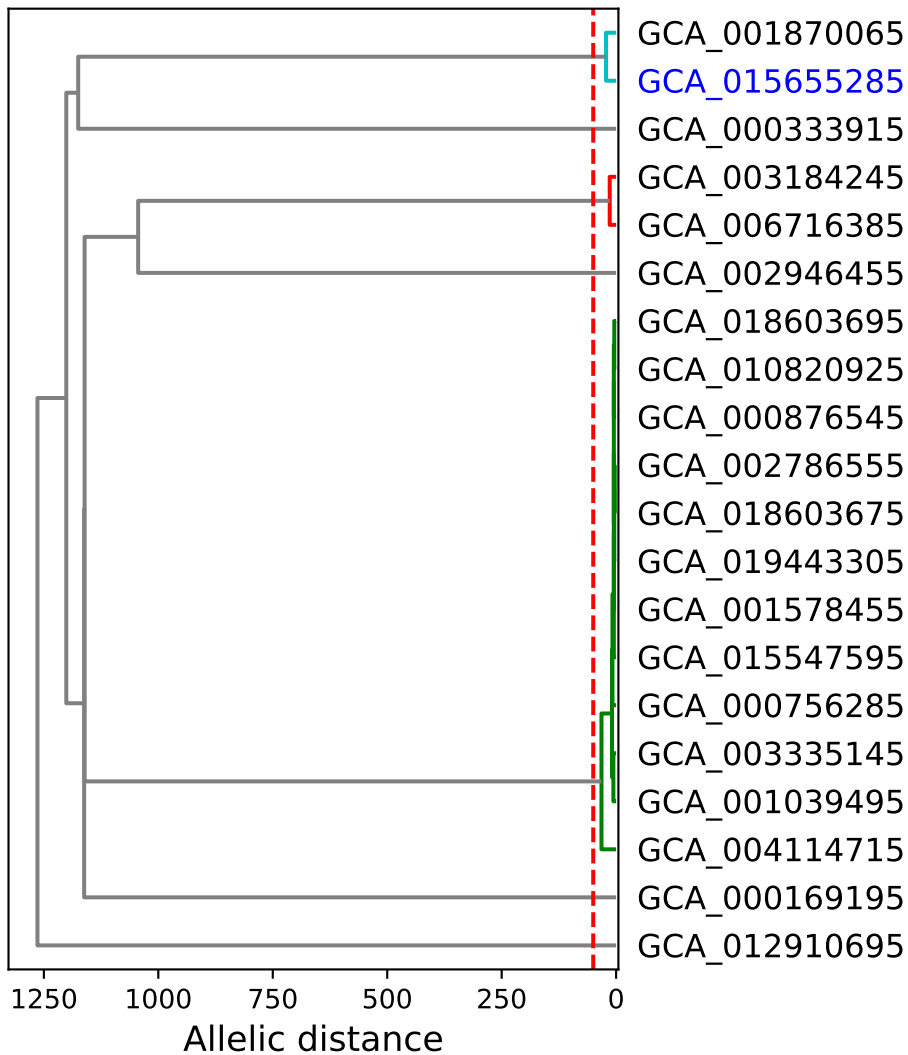 GCA_001870065
GCA_015655285
GCA_000333915
GCA_003184245
GCA_006716385
GCA_002946455
GCA_018603695
GCA_010820925
GCA_000876545
GCA_002786555
GCA_018603675
GCA_019443305
GCA_001578455
GCA_015547595
GCA_000756285
GCA_003335145
GCA_001039495
GCA_004114715
GCA_000169195
GCA_012910695
1250 1000 750 500 250 0
Allelic distance